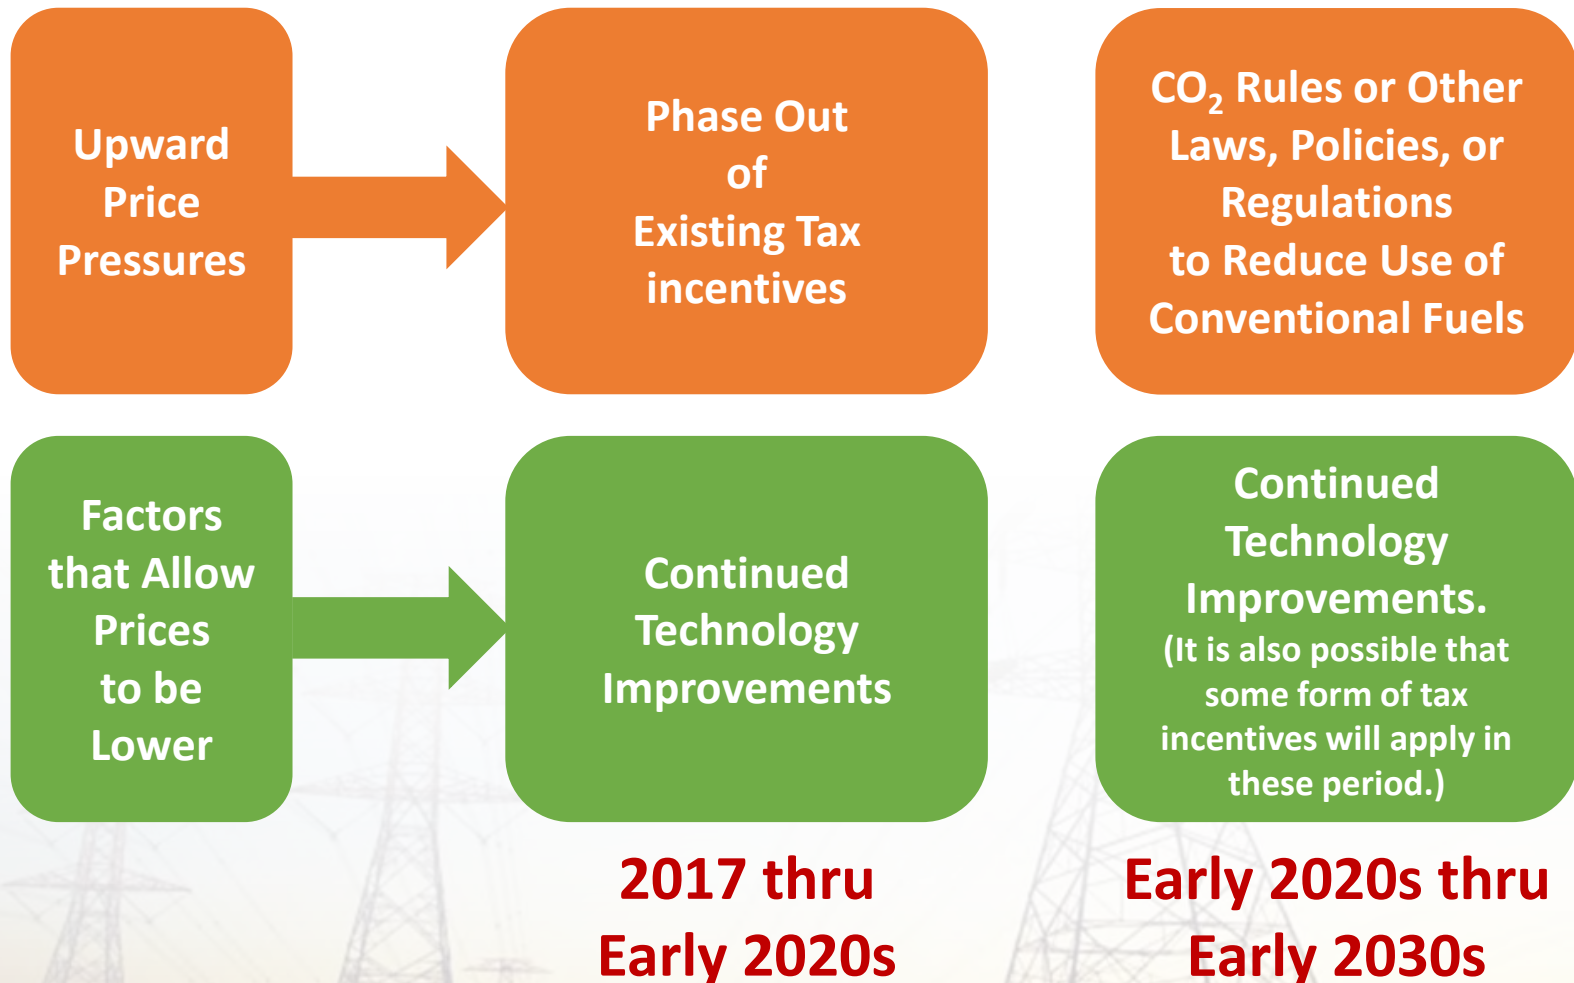 Upward
Price
Pressures
Phase Out
of
Existing Tax
incentives
CO₂ Rules or Other
Laws, Policies, or
Regulations
to Reduce Use of
Conventional Fuels
Factors
that Allow
Prices
to be
Lower
Continued
Technology
Improvements
Continued
Technology
Improvements.
(It is also possible that
some form of tax
incentives will apply in
these period.)
2017 thru
Early 2020s
Early 2020s thru
Early 2030s